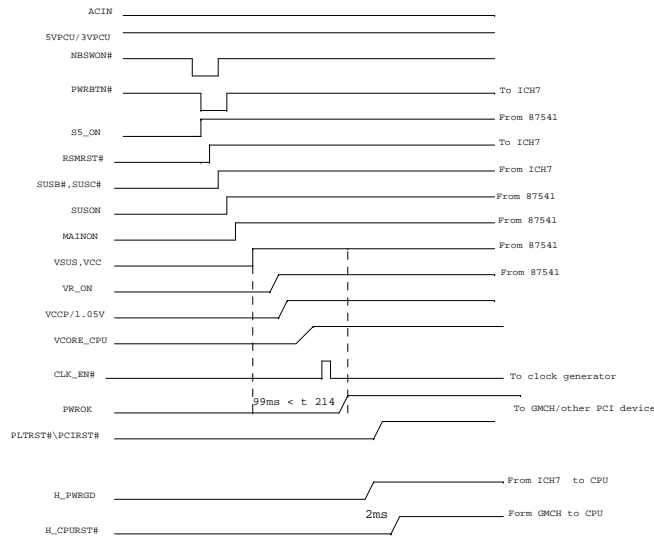 ACIN
5VPCU/3VPCU
NBSWON#
PWRBTN# To ICH7
S5_ON From 87541
RSMRST# To ICH7
SUSB#,SUSC# From ICH7
SUSON From 87541
MAINON From 87541
VSUS,VCC From 87541
VR_ON From 87541
VCCP/1.05V
VCORE_CPU
CLK_EN# To clock generator
PWROK 99ms < t 214 To GMCH/other PCI device
PLTRST#\PCIRST#
H_PWRGD From ICH7 to CPU
H_CPURST# 2ms Form GMCH to CPU